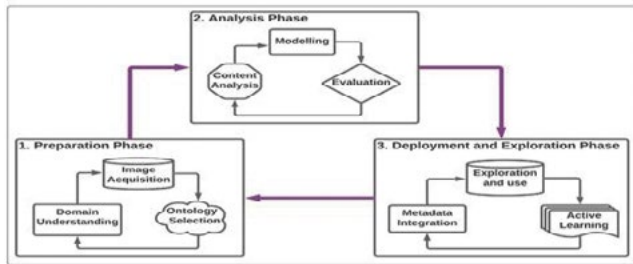 2. Analysis Phase
Modelling
Content
Analysis
Evaluation
1. Preparation Phase
Image
Acquisition
Domain
Understanding
Ontology
Selection
3. Deployment and Exploration Phase
Exploration
and use
Metadata
Integration
Active
Learning